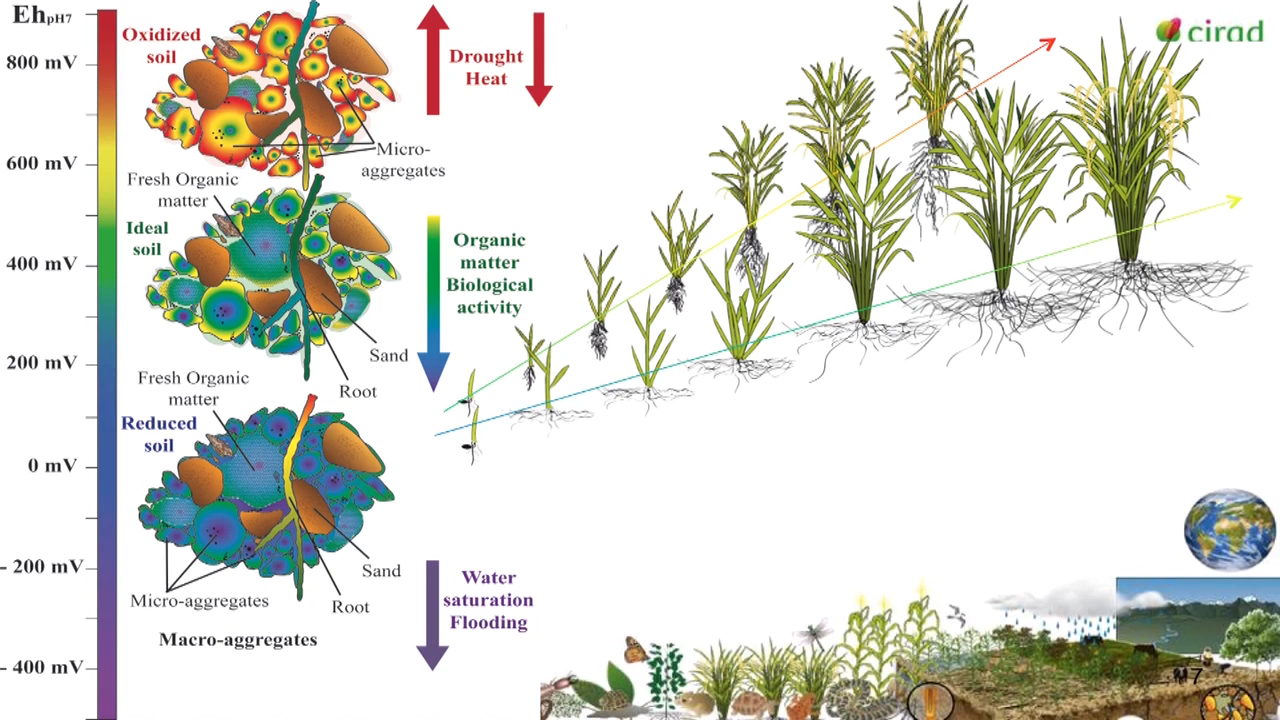 EhpH7
800 mV
600 mV
400 mV
200 mV
0 mV
- 200 mV
- 400 mV
Oxidized
soil
Micro-
aggregates
Fresh Organic
matter
Ideal
soil
Sand
Root
Fresh Organic
matter
Reduced
soil
Sand
Root
Micro-aggregates
Macro-aggregates
Drought
Heat
Organic
matter
Biological
activity
Water
saturation
Flooding
cirad